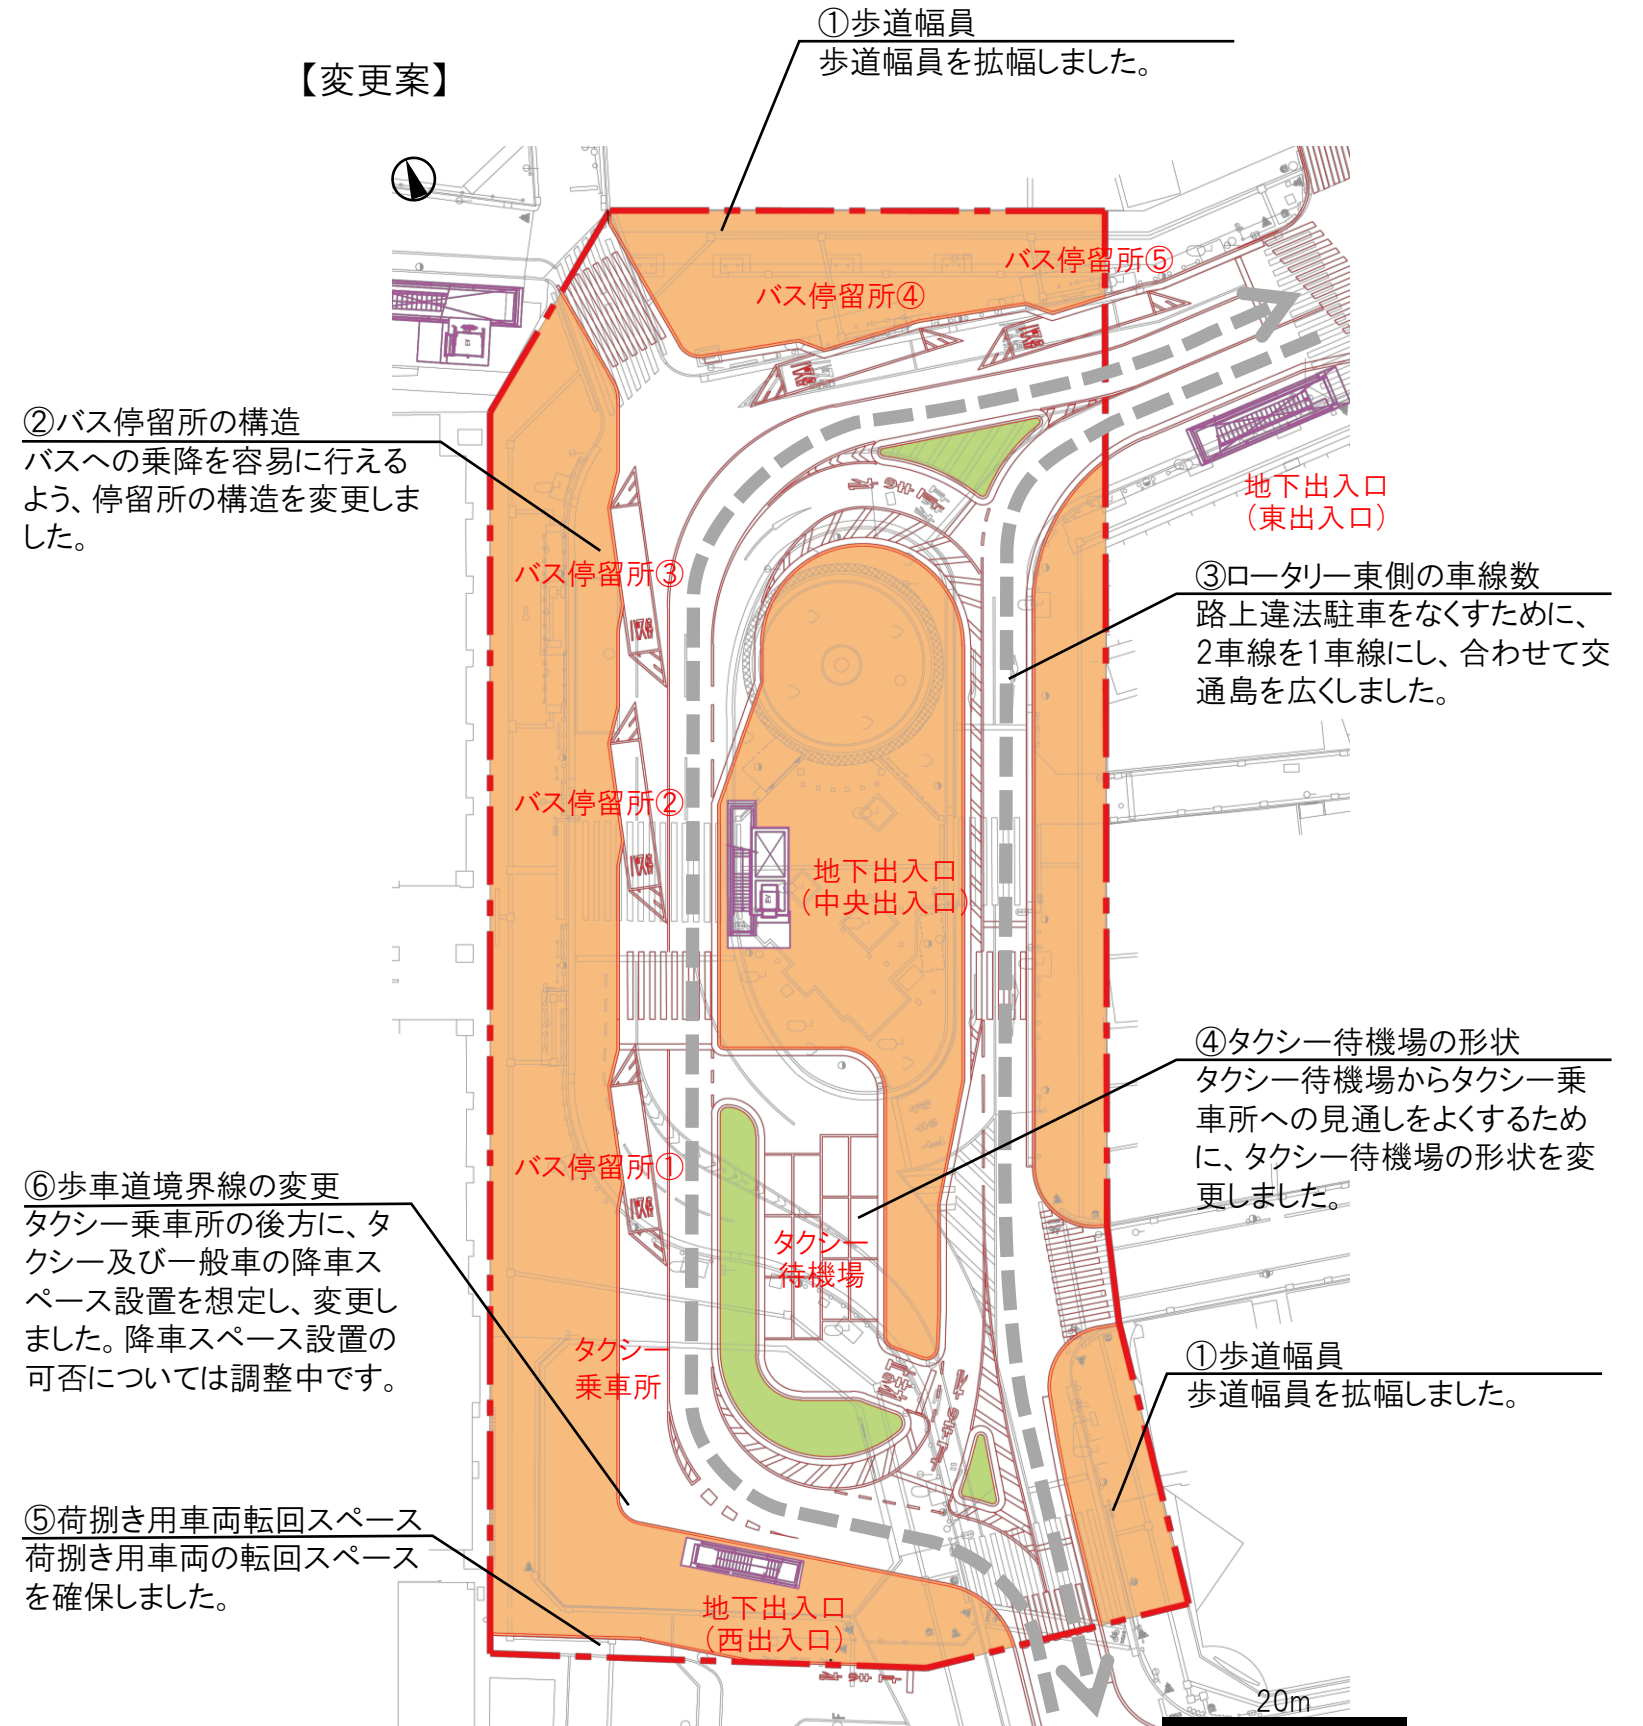 【変更案】
①歩道幅員
歩道幅員を拡幅しました。
バス停留所⑤
バス停留所④
②バス停留所の構造
バスへの乗降を容易に行える
よう、停留所の構造を変更しま
した。
バス停留所③
地下出入口
（東出入口）
③ロータリー東側の車線数
路上違法駐車をなくすために、
2車線を1車線にし、合わせて交
通島を広くしました。
バス停留所②
地下出入口
（中央出入口）
EV
EV
④タクシー待機場の形状
タクシー待機場からタクシー乗
車所への見通しをよくするため
に、タクシー待機場の形状を変
更しました。
バス停留所①
タクシー
待機場
⑥歩車道境界線の変更
タクシー乗車所の後方に、タ
クシー及び一般車の降車ス
ペース設置を想定し、変更し
ました。降車スペース設置の
可否については調整中です。
タクシー
乗車所
①歩道幅員
歩道幅員を拡幅しました。
⑤荷捌き用車両転回スペース
荷捌き用車両の転回スペース
を確保しました。
地下出入口
（西出入口）
20m